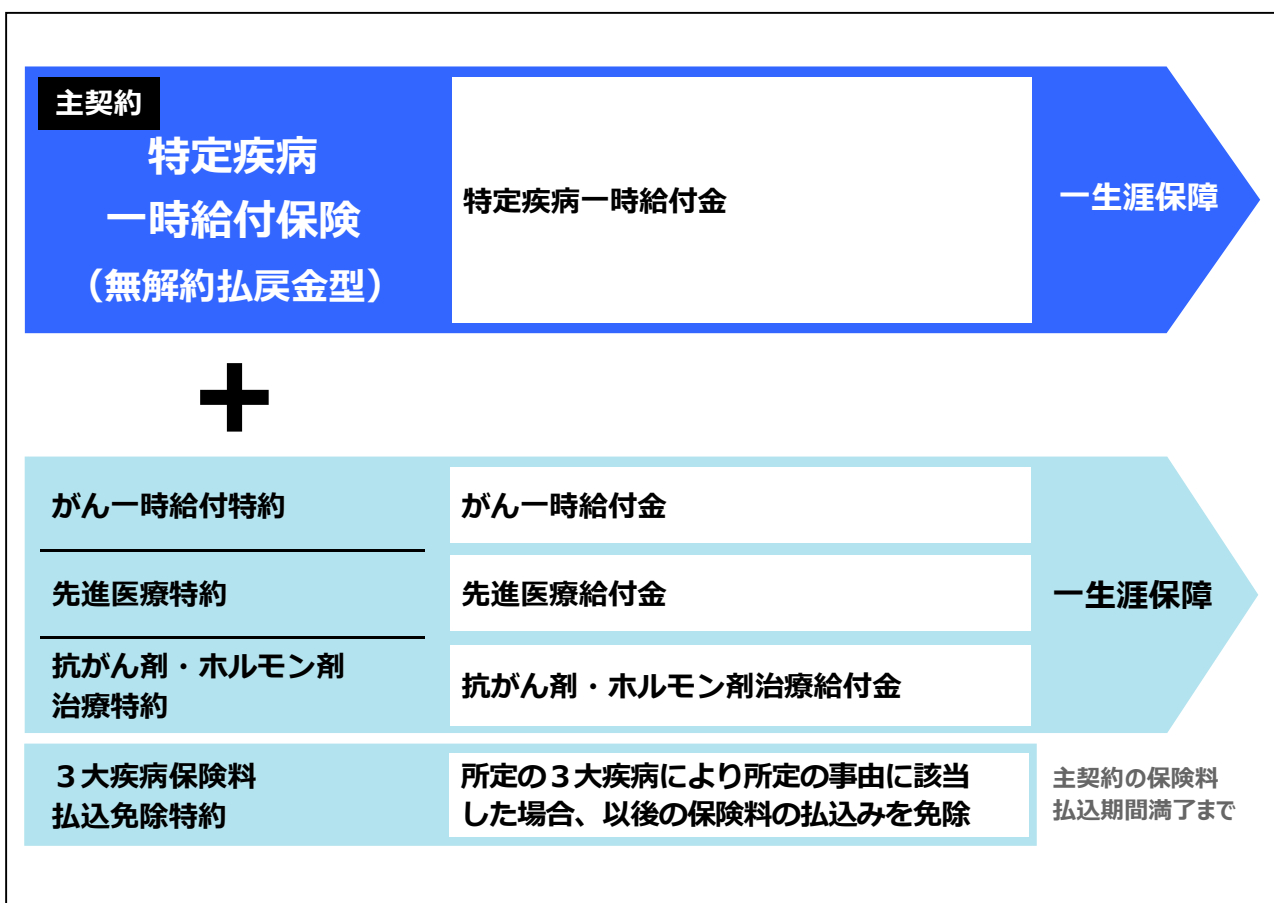 主契約
特定疾病
一時給付保険
（無解約払戻金型）
特定疾病一時給付金
一生涯保障
＋
がん一時給付特約
がん一時給付金
先進医療特約
先進医療給付金
一生涯保障
抗がん剤・ホルモン剤
治療特約
抗がん剤・ホルモン剤治療給付金
３大疾病保険料
払込免除特約
所定の３大疾病により所定の事由に該当
した場合、以後の保険料の払込みを免除
主契約の保険料
払込期間満了まで